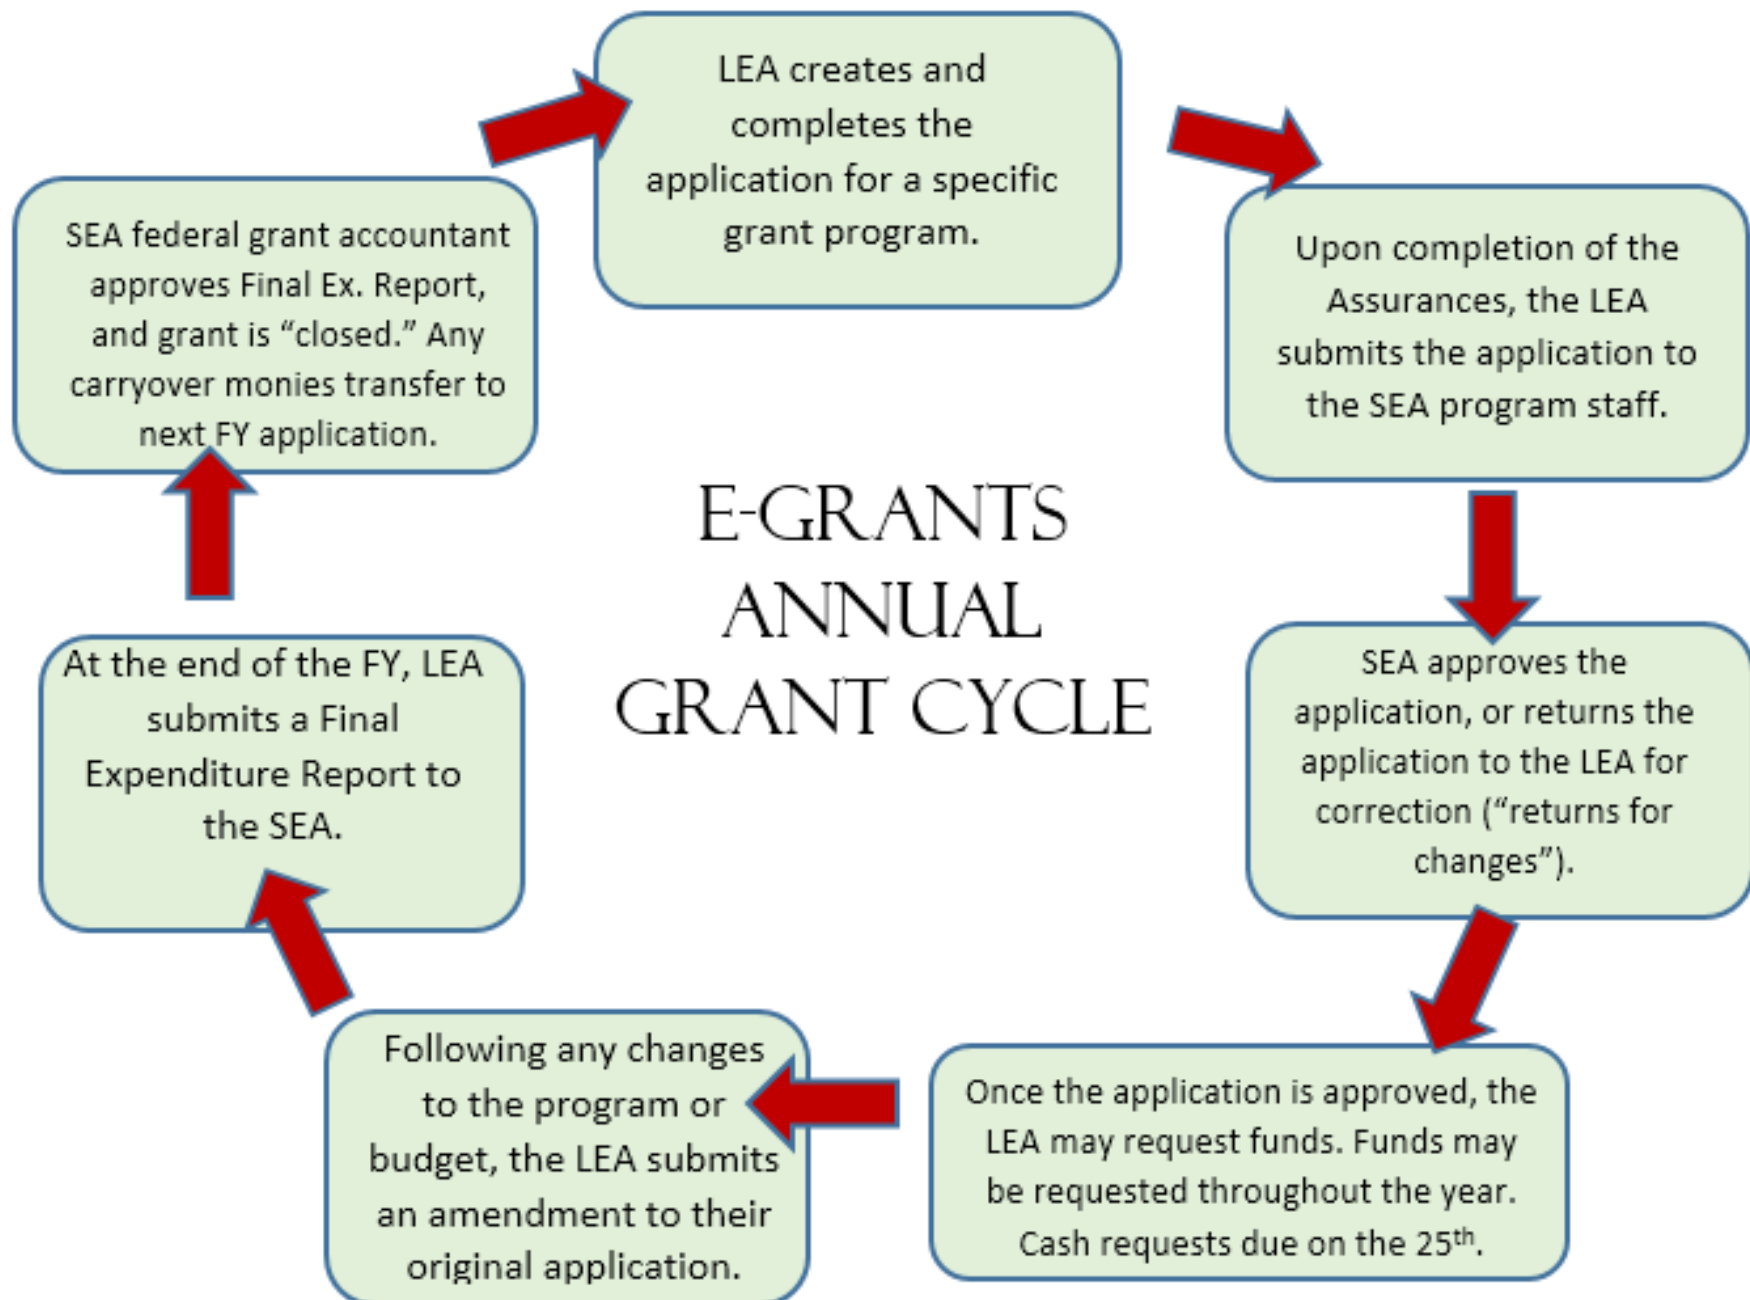 LEA creates and
completes the
application for a specific
grant program.
Upon completion of the
Assurances, the LEA
submits the application to
the SEA program staff.
SEA approves the
application, or returns the
application to the LEA for
correction (“returns for
changes”).
Once the application is approved, the
LEA may request funds. Funds may
be requested throughout the year.
Cash requests due on the 25th.
Following any changes
to the program or
budget, the LEA submits
an amendment to their
original application.
At the end of the FY, LEA
submits a Final
Expenditure Report to
the SEA.
SEA federal grant accountant
approves Final Ex. Report,
and grant is “closed.” Any
carryover monies transfer to
next FY application.
E-GRANTS
ANNUAL
GRANT CYCLE